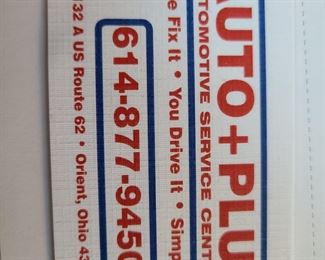 AUTO + PLU
UTOMOTIVE SERVICE CENT
e Fix It • You Drive It • Simp
614-877-9450
32 A US Route 62 • Orient, Ohio 43